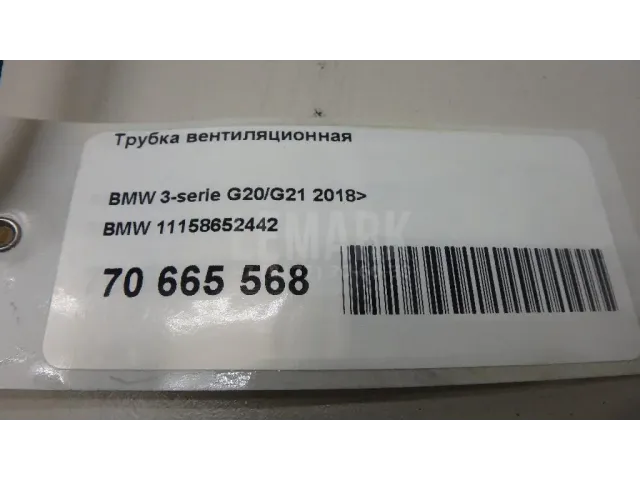 Трубка вентиляционная
BMW 3-serie G20/G21 2018>
BMW 11158652442
70 665 568